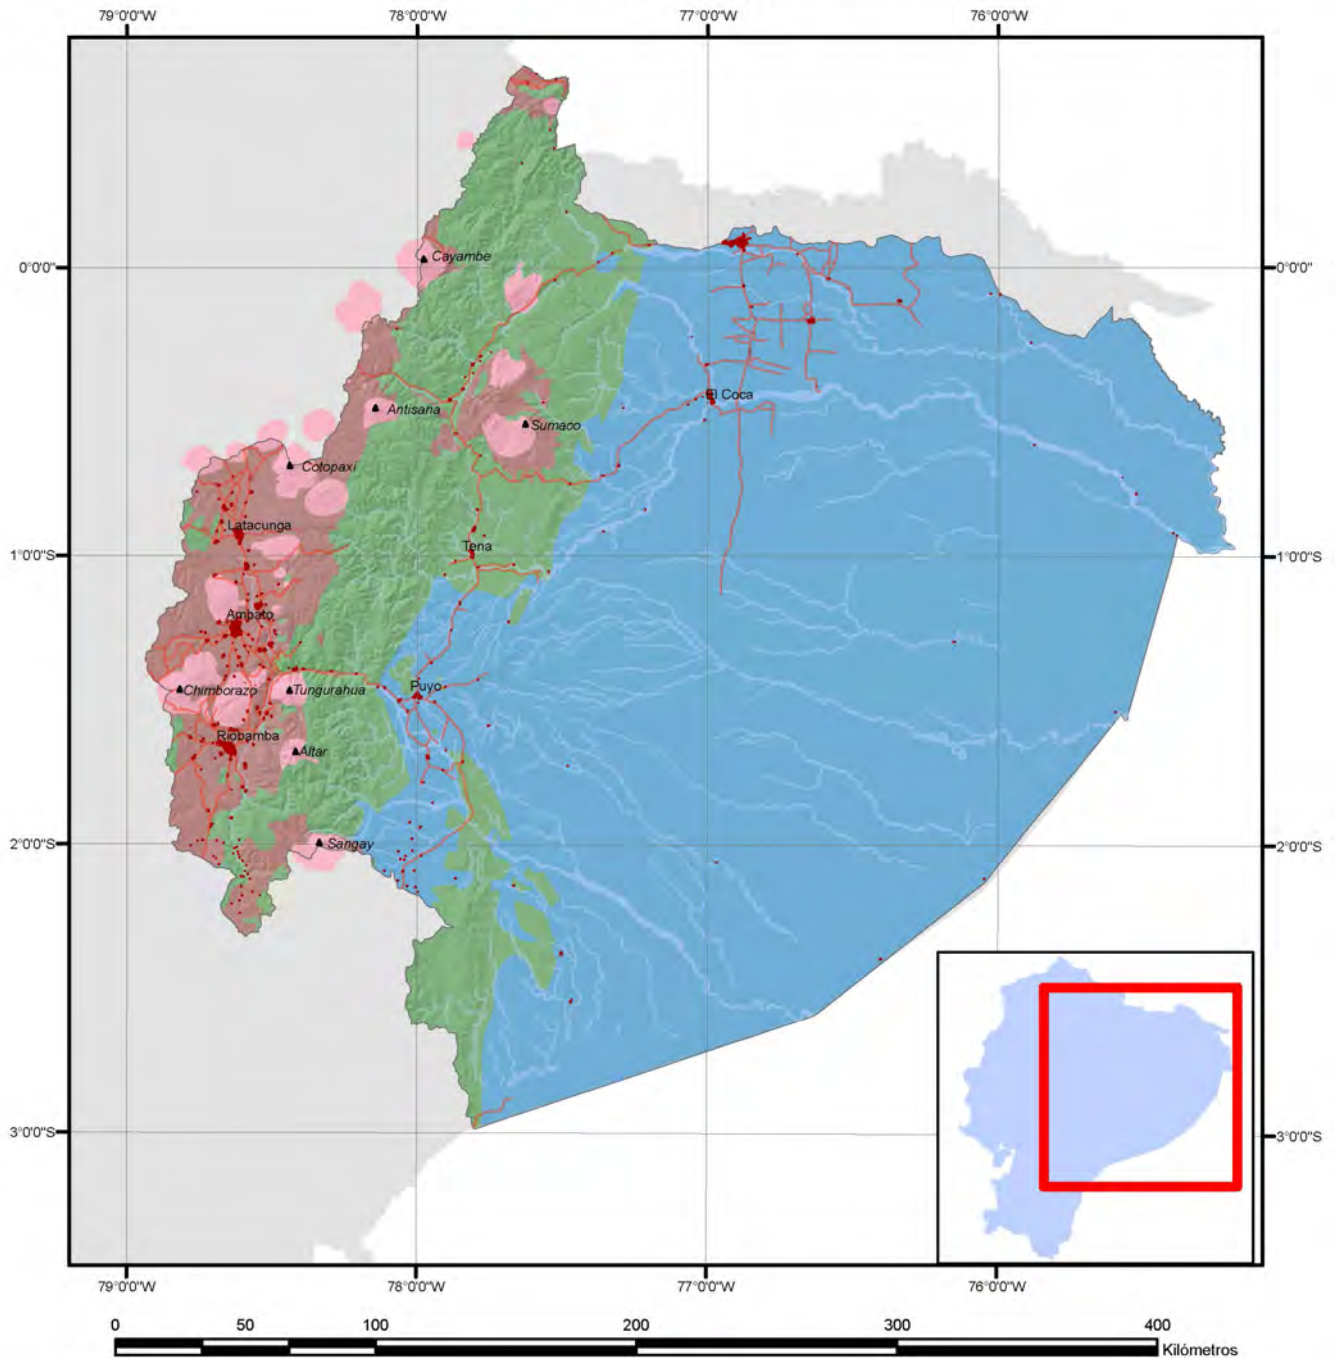 79°0'0"W 78°0'0"W 77°0'0"W 76°0'0"W
Cayambe
0°0'0" 0°0'0"
El Coca
Antisana
Sumaco
Cotopaxi
Latacunga
Tena
1°0'0"S 1°0'0"S
Ambato
Puyo
Chimborazo Tungurahua
Riobamba
Altar
2°0'0"S Sangay 2°0'0"S
3°0'0"S 3°0'0"S
79°0'0"W 78°0'0"W 77°0'0"W 76°0'0"W
0 50 100 200 300 400
Kilómetros